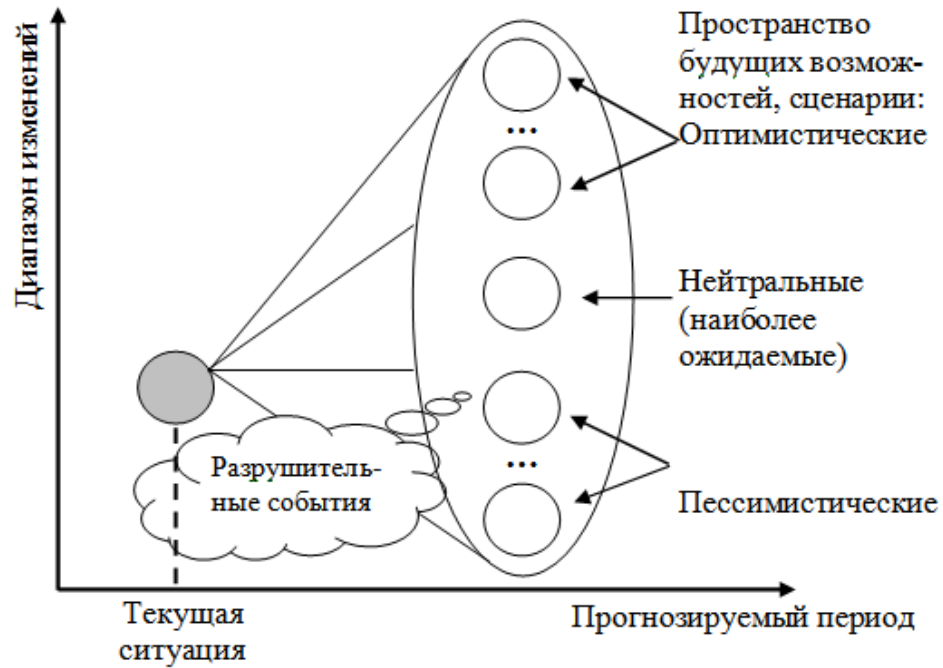 Диапазон изменений
Пространство
будущих возмож-
ностей, сценарии:
Оптимистические
...
Нейтральные
(наиболее
ожидаемые)
Разрушитель-
ные события
...
Пессимистические
Текущая
ситуация
Прогнозируемый период